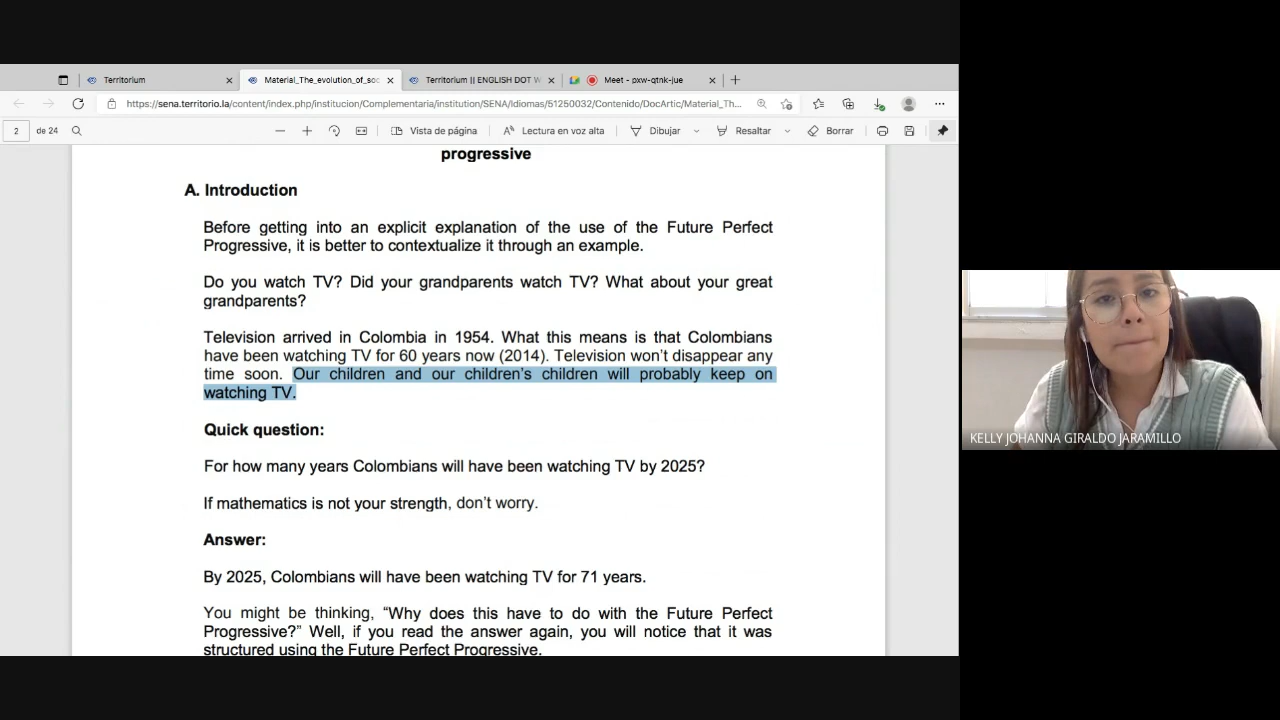 Territorium
Material_The_evolution_of_soc
Territorium || ENGLISH DOT W
Meet - pxw-qtnk-jue
https://sena.territorio.la/content/index.php/institucion/Complementaria/institution/SENA/Idiomas/51250032/Contenido/DocArtic/Material_Th...
2 de 24
Vista de página
Lectura en voz alta
Dibujar
Resaltar
Borrar
progressive
A. Introduction
Before getting into an explicit explanation of the use of the Future Perfect
Progressive, it is better to contextualize it through an example.
Do you watch TV? Did your grandparents watch TV? What about your great
grandparents?
Television arrived in Colombia in 1954. What this means is that Colombians
have been watching TV for 60 years now (2014). Television won't disappear any
time soon. Our children and our children's children will probably keep on
watching TV.
Quick question:
For how many years Colombians will have been watching TV by 2025?
If mathematics is not your strength, don't worry.
Answer:
By 2025, Colombians will have been watching TV for 71 years.
You might be thinking, “Why does this have to do with the Future Perfect
Progressive?” Well, if you read the answer again, you will notice that it was
structured using the Future Perfect Progressive.
KELLY JOHANNA GIRALDO JARAMILLO